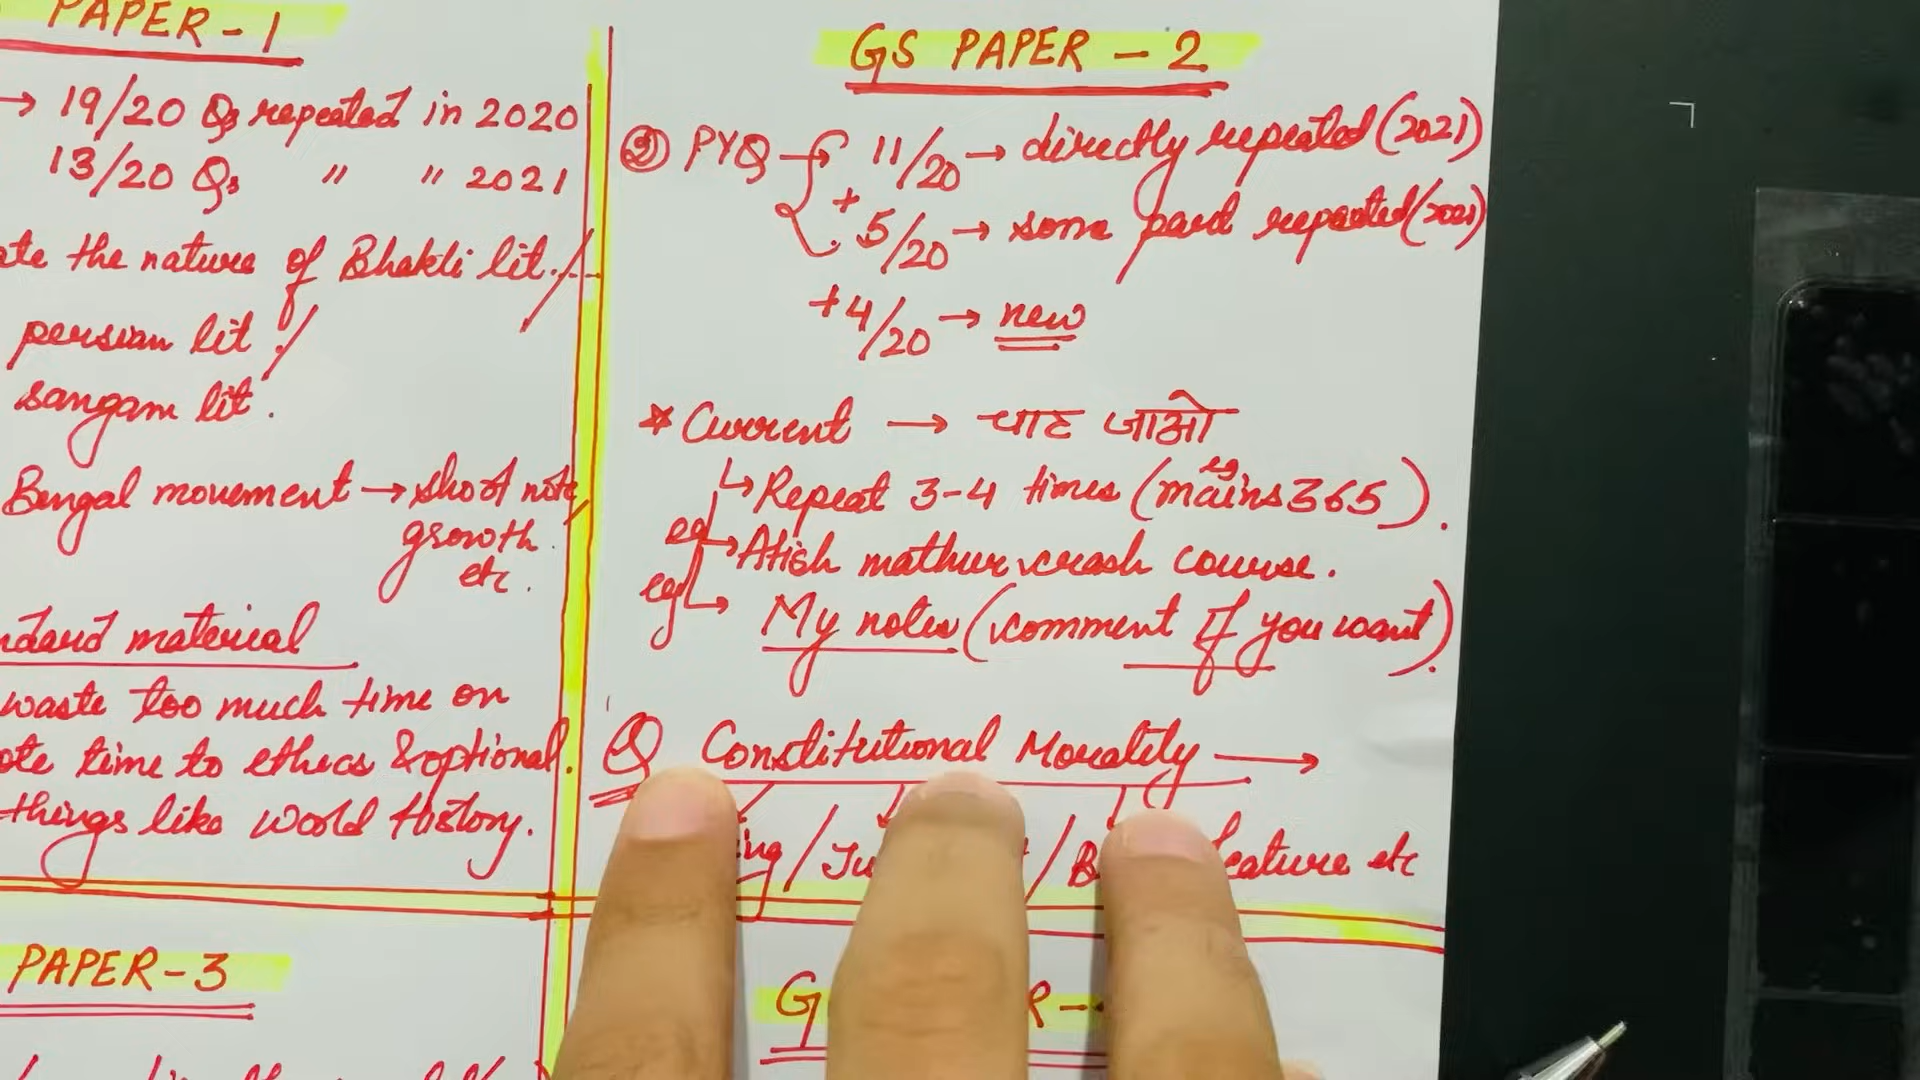 PAPER - 1
→ 19/20 Qs repeated in 2020
13/20 Qs " " 2021
the nature of Bhakti lit./
persian lit./
sangam lit.
Bengal movement → short note
growth
etc.
material
waste too much time on
time to ethics & optional.
things like world History.
PAPER-3
GS PAPER - 2
PYQ → 11/20 → directly repeated (2021)
+ 5/20 → some part repeated (2021)
+4/20 → new
* Current → चाट जाओ
↳ Repeat 3-4 times (eg mains 365).
eg → Atish mathur crash course.
eg → My notes (comment If you want).
Q Constitutional Morality →
/ / etc